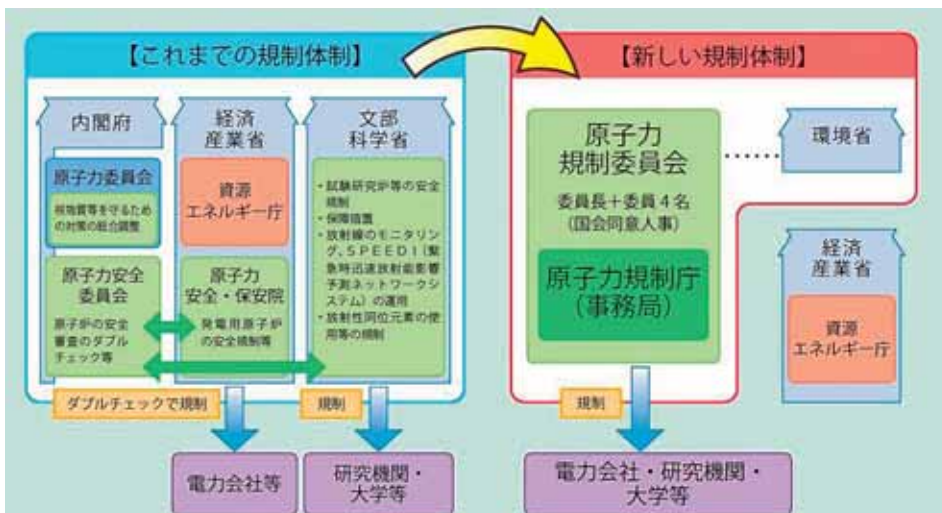 【これまでの規制体制】
内閣府
原子力委員会
核物質等を守るため
の対策の総合調整
原子力安全
委員会
原子炉の安全
審査のダブル
チェック等
経済
産業省
資源
エネルギー庁
原子力
安全・保安院
発電用原子炉
の安全規制等
文部
科学省
・試験研究炉等の安全
規制
・保障措置
・放射線のモニタリン
グ、SPEEDI(緊
急時迅速放射能影響
予測ネットワークシ
ステム)の運用
・放射性同位元素の使
用等の規制
ダブルチェックで規制
規制
電力会社等
研究機関・
大学等
【新しい規制体制】
原子力
規制委員会
委員長+委員4名
(国会同意人事)
原子力規制庁
(事務局)
環境省
経済
産業省
資源
エネルギー庁
規制
電力会社・研究機関・
大学等